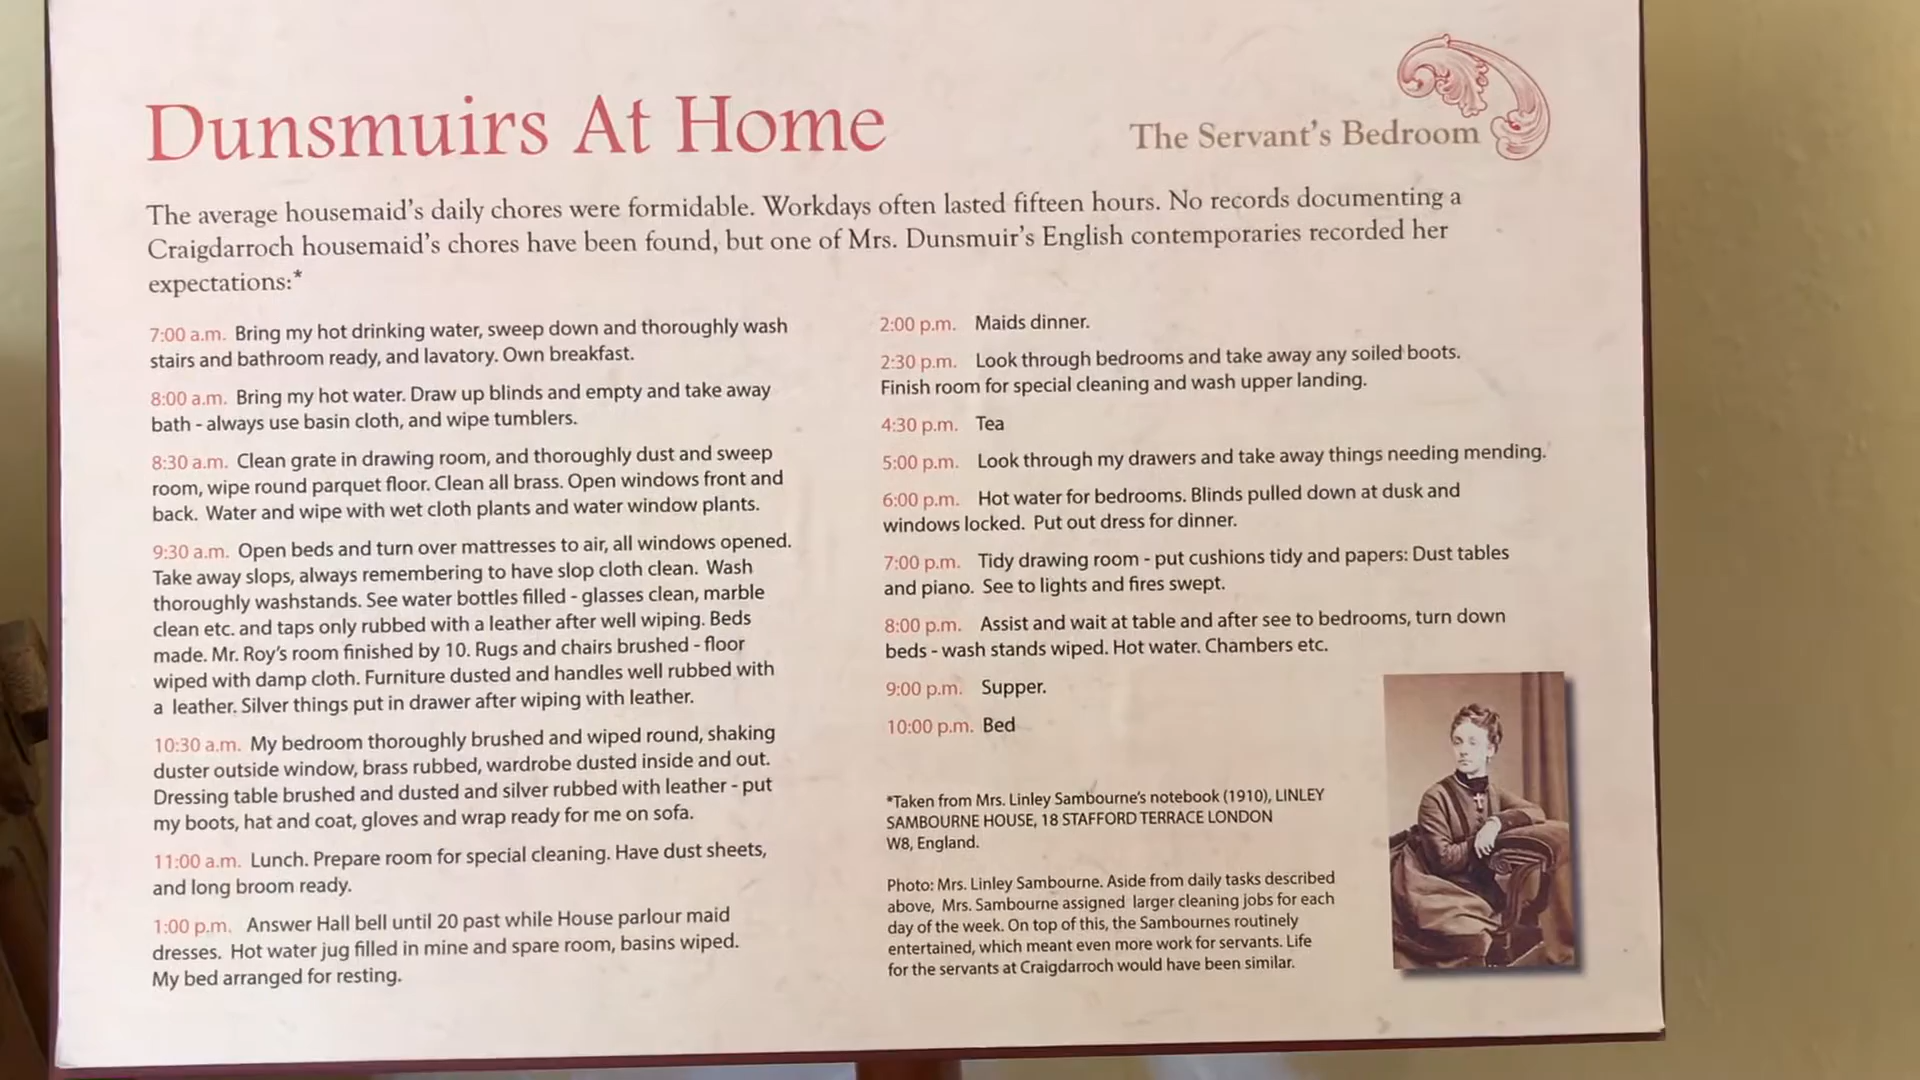 Dunsmuirs At Home
The Servant's Bedroom
The average housemaid's daily chores were formidable. Workdays often lasted fifteen hours. No records documenting a
Craigdarroch housemaid's chores have been found, but one of Mrs. Dunsmuir's English contemporaries recorded her
expectations:*
7:00 a.m. Bring my hot drinking water, sweep down and thoroughly wash
stairs and bathroom ready, and lavatory. Own breakfast.
8:00 a.m. Bring my hot water. Draw up blinds and empty and take away
bath - always use basin cloth, and wipe tumblers.
8:30 a.m. Clean grate in drawing room, and thoroughly dust and sweep
room, wipe round parquet floor. Clean all brass. Open windows front and
back. Water and wipe with wet cloth plants and water window plants.
9:30 a.m. Open beds and turn over mattresses to air, all windows opened.
Take away slops, always remembering to have slop cloth clean. Wash
thoroughly washstands. See water bottles filled - glasses clean, marble
clean etc. and taps only rubbed with a leather after well wiping. Beds
made. Mr. Roy's room finished by 10. Rugs and chairs brushed - floor
wiped with damp cloth. Furniture dusted and handles well rubbed with
a leather. Silver things put in drawer after wiping with leather.
10:30 a.m. My bedroom thoroughly brushed and wiped round, shaking
duster outside window, brass rubbed, wardrobe dusted inside and out.
Dressing table brushed and dusted and silver rubbed with leather - put
my boots, hat and coat, gloves and wrap ready for me on sofa.
11:00 a.m. Lunch. Prepare room for special cleaning. Have dust sheets,
and long broom ready.
1:00 p.m. Answer Hall bell until 20 past while House parlour maid
dresses. Hot water jug filled in mine and spare room, basins wiped.
My bed arranged for resting.
2:00 p.m. Maids dinner.
2:30 p.m. Look through bedrooms and take away any soiled boots.
Finish room for special cleaning and wash upper landing.
4:30 p.m. Tea
5:00 p.m. Look through my drawers and take away things needing mending.
6:00 p.m. Hot water for bedrooms. Blinds pulled down at dusk and
windows locked. Put out dress for dinner.
7:00 p.m. Tidy drawing room - put cushions tidy and papers: Dust tables
and piano. See to lights and fires swept.
8:00 p.m. Assist and wait at table and after see to bedrooms, turn down
beds - wash stands wiped. Hot water. Chambers etc.
9:00 p.m. Supper.
10:00 p.m. Bed
*Taken from Mrs. Linley Sambourne's notebook (1910), LINLEY
SAMBOURNE HOUSE, 18 STAFFORD TERRACE LONDON
W8, England.
Photo: Mrs. Linley Sambourne. Aside from daily tasks described
above, Mrs. Sambourne assigned larger cleaning jobs for each
day of the week. On top of this, the Sambournes routinely
entertained, which meant even more work for servants. Life
for the servants at Craigdarroch would have been similar.